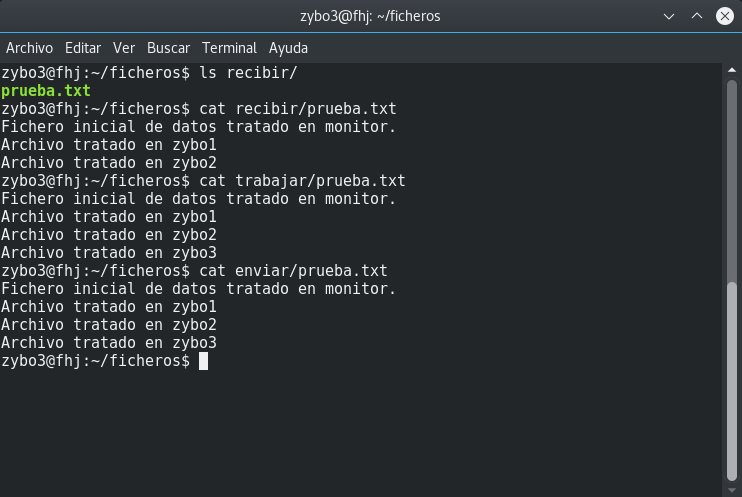 zybo3@fhj: ~/ficheros
Archivo Editar Ver Buscar Terminal Ayuda
zybo3@fhj:~/ficheros$ ls recibir/
prueba.txt
zybo3@fhj:~/ficheros$ cat recibir/prueba.txt
Fichero inicial de datos tratado en monitor.
Archivo tratado en zybo1
Archivo tratado en zybo2
zybo3@fhj:~/ficheros$ cat trabajar/prueba.txt
Fichero inicial de datos tratado en monitor.
Archivo tratado en zybo1
Archivo tratado en zybo2
Archivo tratado en zybo3
zybo3@fhj:~/ficheros$ cat enviar/prueba.txt
Fichero inicial de datos tratado en monitor.
Archivo tratado en zybo1
Archivo tratado en zybo2
Archivo tratado en zybo3
zybo3@fhj:~/ficheros$